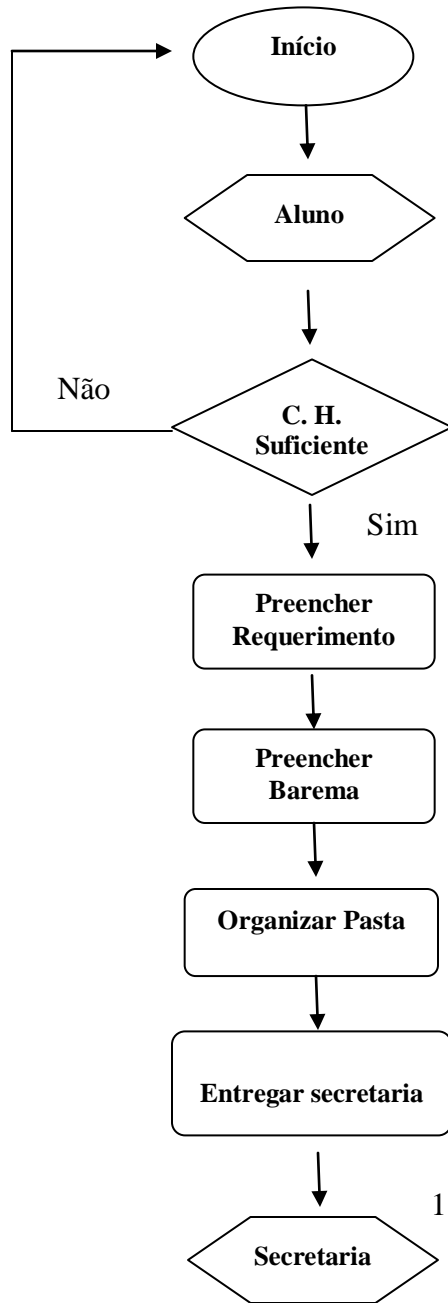 Início
Aluno
Não
C. H.
Suficiente
Sim
Preencher
Requerimento
Preencher
Barema
Organizar Pasta
Entregar secretaria
1
Secretaria